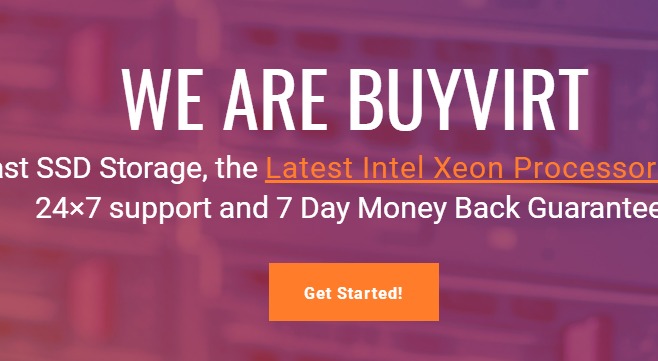 WE ARE BUYVIRT
SSD Storage, the Latest Intel Xeon Processor
24×7 support and 7 Day Money Back Guarantee
Get Started!